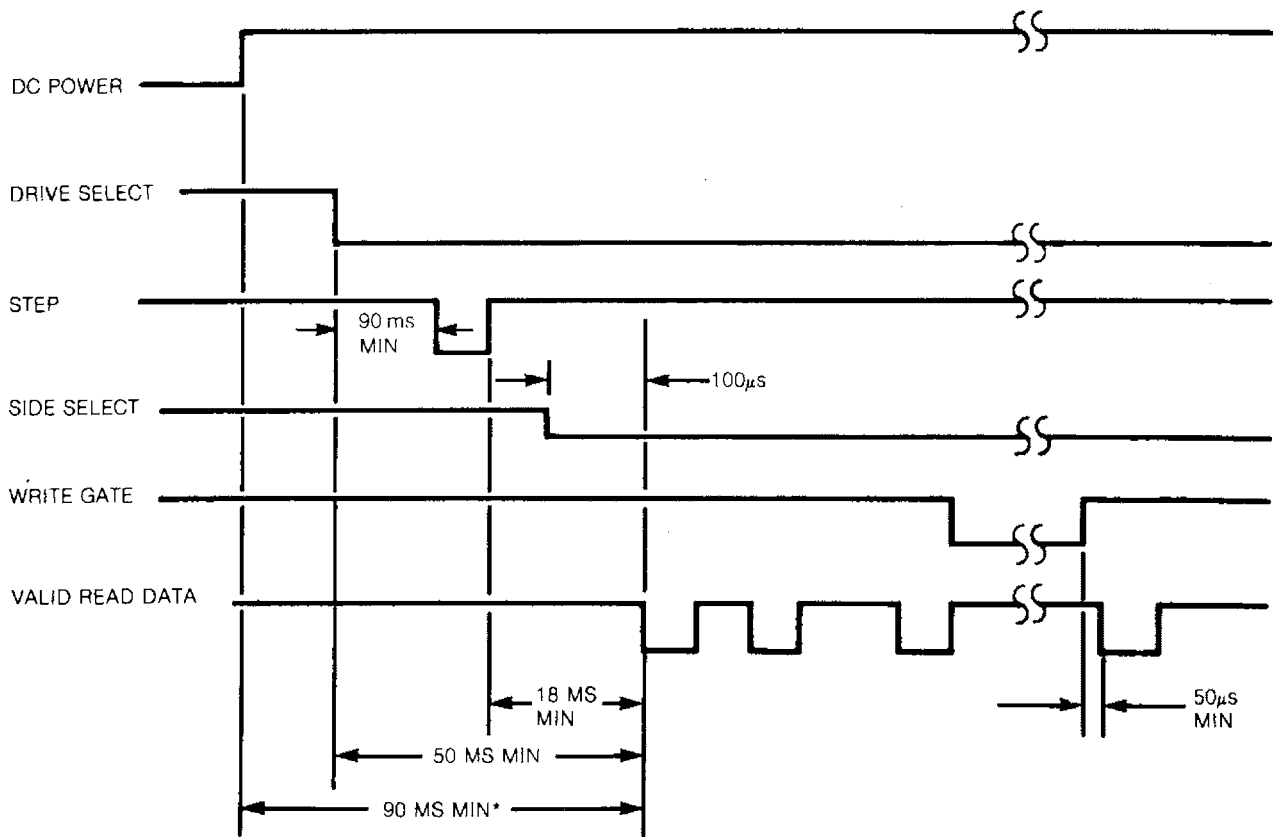 DC POWER
DRIVE SELECT
STEP
90 ms
MIN
100µs
SIDE SELECT
WRITE GATE
VALID READ DATA
18 MS
MIN
50µs
MIN
50 MS MIN
90 MS MIN*